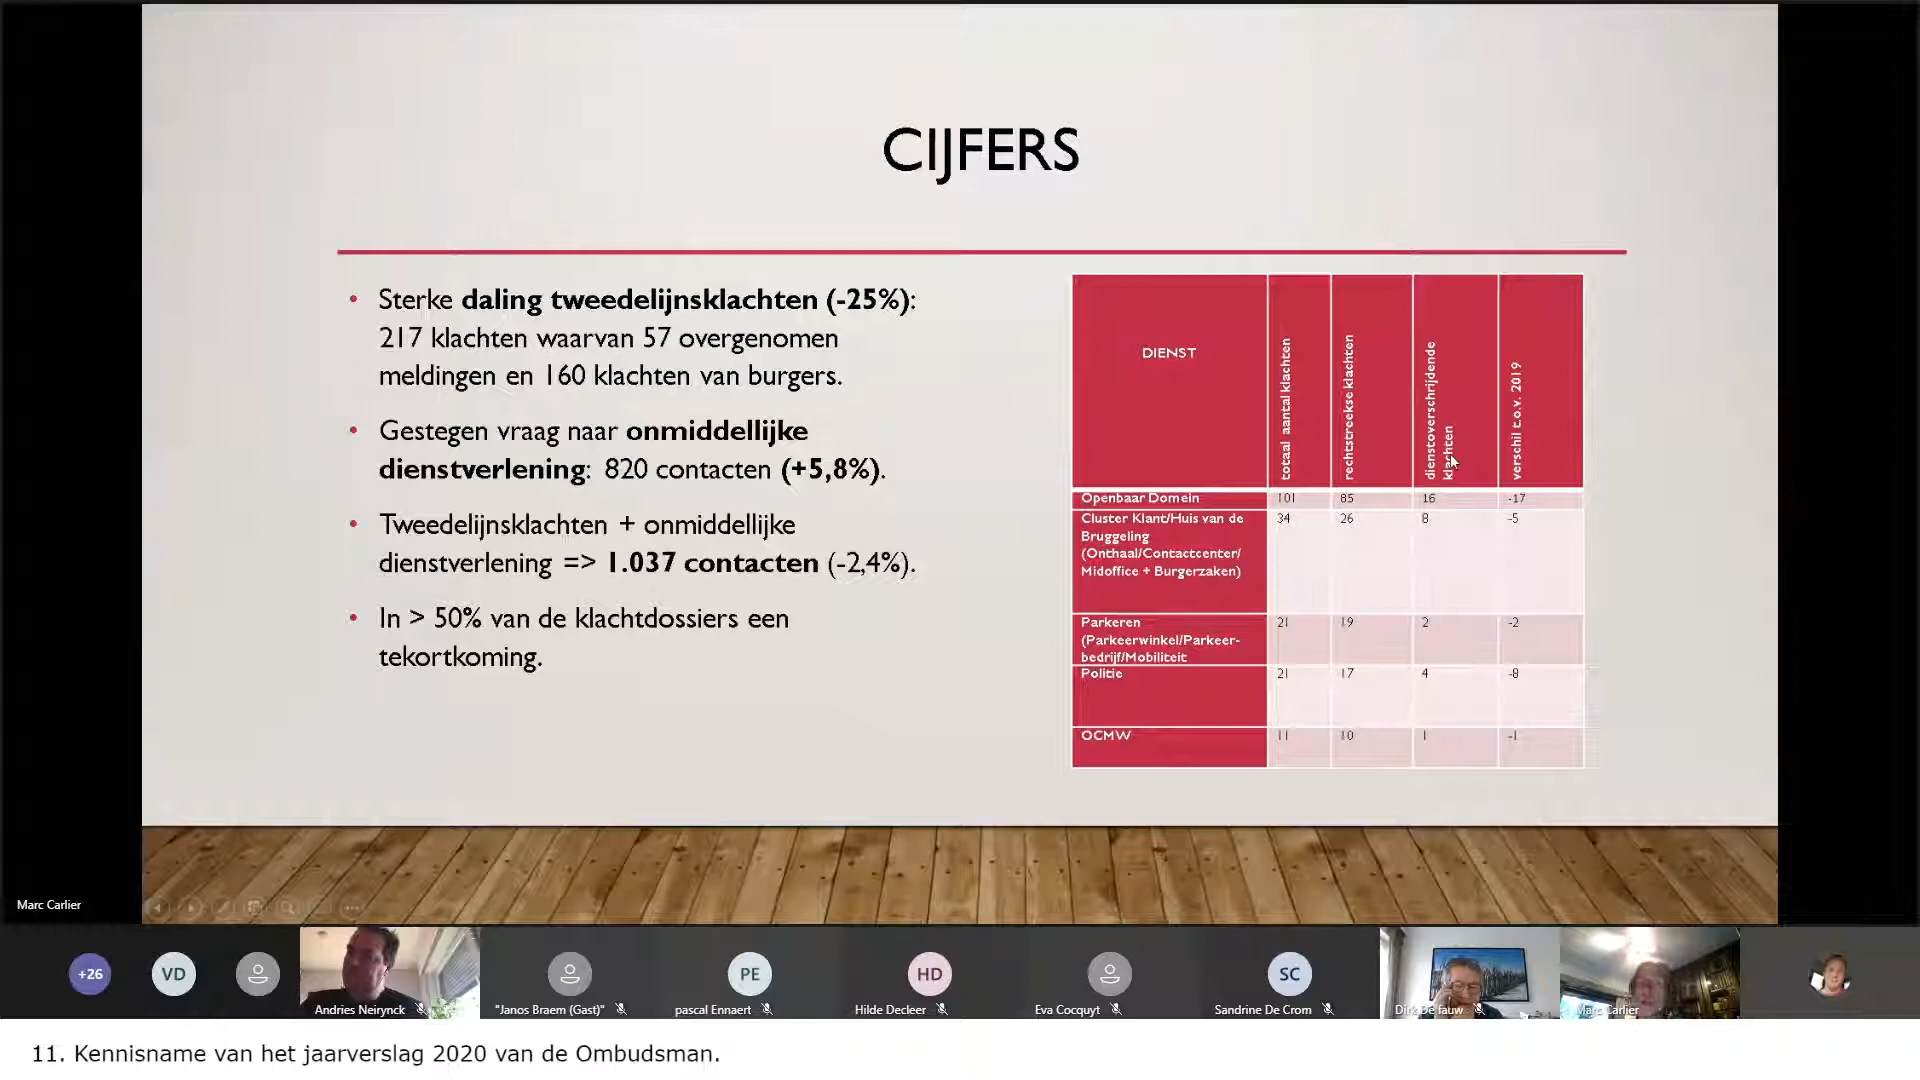 CIJFERS
• Sterke daling tweedelijnsklachten (-25%):
217 klachten waarvan 57 overgenomen
meldingen en 160 klachten van burgers.
• Gestegen vraag naar onmiddellijke
dienstverlening: 820 contacten (+5,8%).
• Tweedelijnsklachten + onmiddellijke
dienstverlening => 1.037 contacten (-2,4%).
• In > 50% van de klachtdossiers een
tekortkoming.
DIENST
totaal aantal klachten
rechtstreekse klachten
dienstoverschrijdende
klachten
verschil t.o.v. 2019
Openbaar Domein 101 85 16 -17
Cluster Klant/Huis van de 34 26 8 -5
Bruggeling
(Onthaal/Contactcenter/
Midoffice + Burgerzaken)
Parkeren 21 19 2 -2
(Parkeerwinkel/Parkeer-
bedrijf/Mobiliteit
Politie 21 17 4 -8
OCMW 11 10 1 -1
Marc Carlier
+26
VD
PE
HD
SC
Andries Neirynck
"Janos Braem (Gast)"
pascal Ennaert
Hilde Decleer
Eva Cocquyt
Sandrine De Crom
Dirk De fauw
Marc Carlier
11. Kennisname van het jaarverslag 2020 van de Ombudsman.